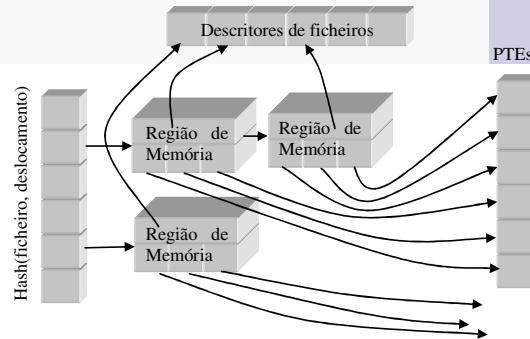 Descritores de ficheiros
PTEs
Hash(ficheiro, deslocamento)
Região de
Memória
Região de
Memória
Região de
Memória